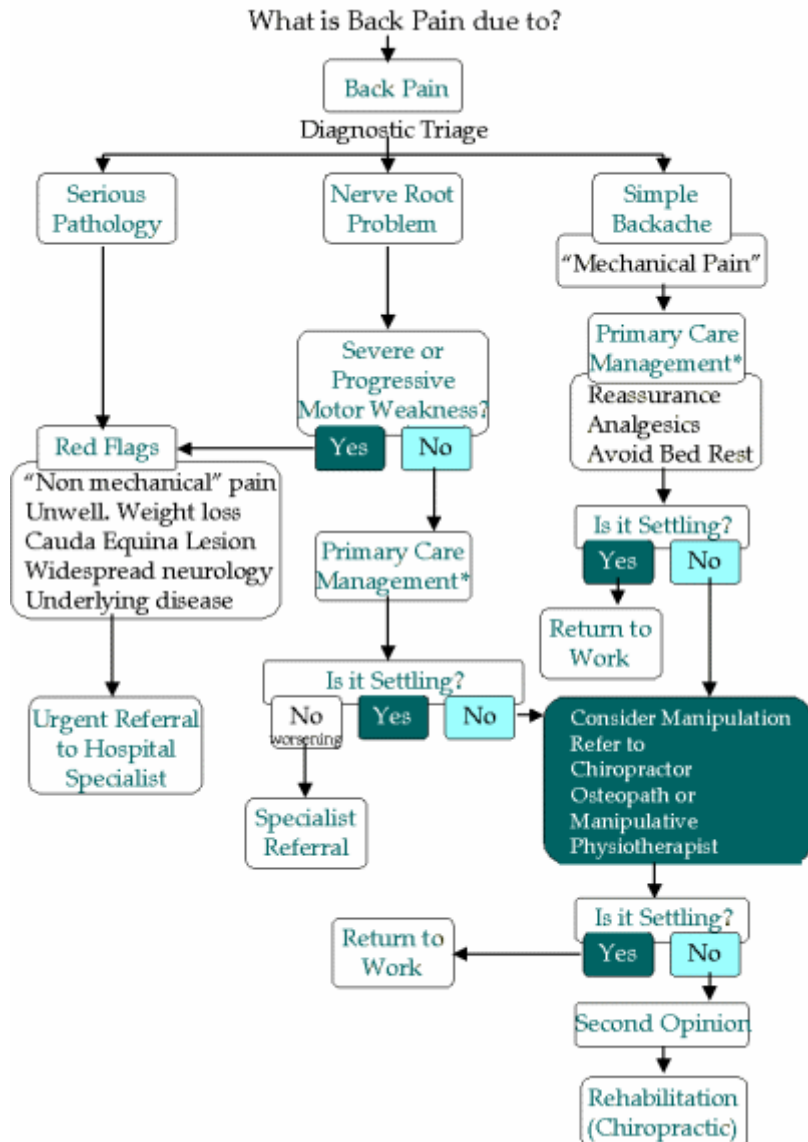 What is Back Pain due to?
Back Pain
Diagnostic Triage
Serious
Pathology
Nerve Root
Problem
Simple
Backache
“Mechanical Pain”
Severe or
Progressive
Motor Weakness?
Yes
No
Primary Care
Management*
Reassurance
Analgesics
Avoid Bed Rest
Red Flags
“Non mechanical” pain
Unwell. Weight loss
Cauda Equina Lesion
Widespread neurology
Underlying disease
Primary Care
Management*
Is it Settling?
Yes
No
Return to
Work
Urgent Referral
to Hospital
Specialist
Is it Settling?
No
worsening
Yes
No
Specialist
Referral
Consider Manipulation
Refer to
Chiropractor
Osteopath or
Manipulative
Physiotherapist
Is it Settling?
Yes
No
Return to
Work
Second Opinion
Rehabilitation
(Chiropractic)